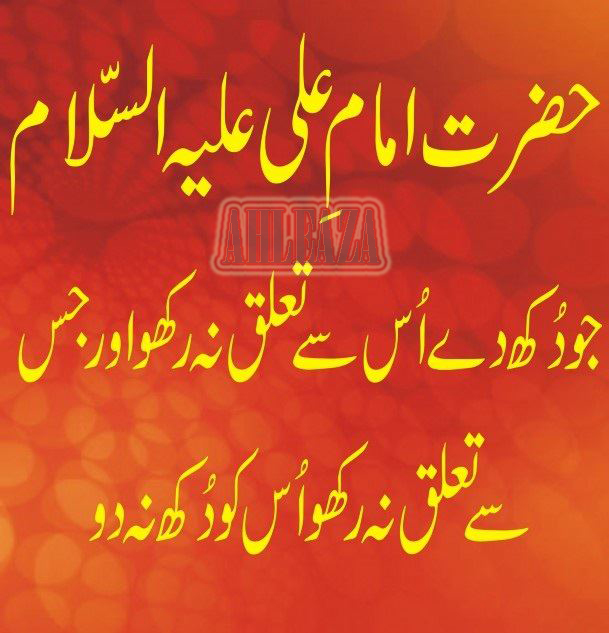 حضرت امامِ علی علیہ السّلام
AHLEAZA
جو دُکھ دے اُس سے تعلق نہ رکھو اور جس
سے تعلق نہ رکھو اُس کو دُکھ نہ دو